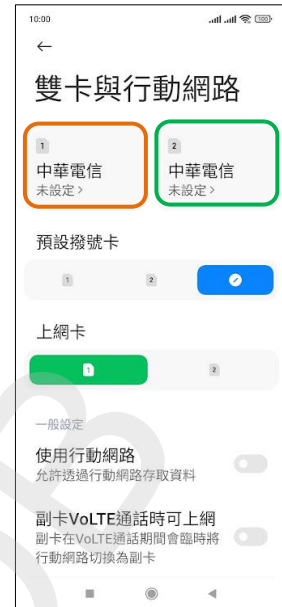 10:00
100
雙卡與行動網路
1
中華電信
未設定 >
2
中華電信
未設定 >
預設撥號卡
1
2
上網卡
1
2
一般設定
使用行動網路
允許透過行動網路存取資料
副卡VoLTE通話時可上網
副卡在VoLTE通話期間會臨時將
行動網路切換為副卡